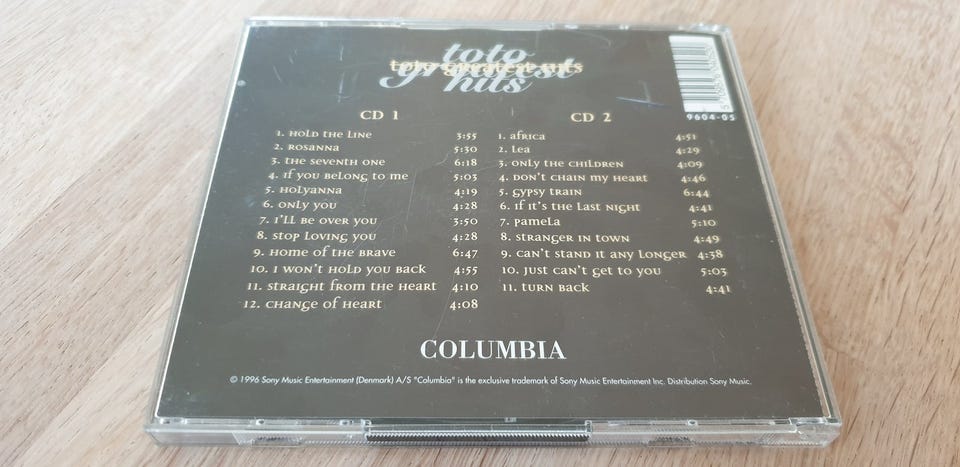 toto
toto greatest hits
greatest
hits
9604-05
CD 1
1. Hold the Line 3:55
2. Rosanna 5:30
3. The Seventh One 6:18
4. If You Belong to Me 5:03
5. Holyanna 4:19
6. Only You 4:28
7. I'll Be Over You 3:50
8. Stop Loving You 4:28
9. Home of the Brave 6:47
10. I Won't Hold You Back 4:55
11. Straight from the Heart 4:10
12. Change of Heart 4:08
CD 2
1. Africa 4:51
2. Lea 4:29
3. Only the Children 4:09
4. Don't Chain My Heart 4:46
5. Gypsy Train 6:44
6. If It's the Last Night 4:41
7. Pamela 5:10
8. Stranger in Town 4:49
9. Can't Stand It Any Longer 4:38
10. Just Can't Get to You 5:03
11. Turn Back 4:41
COLUMBIA
© 1996 Sony Music Entertainment (Denmark) A/S "Columbia" is the exclusive trademark of Sony Music Entertainment Inc. Distribution Sony Music.